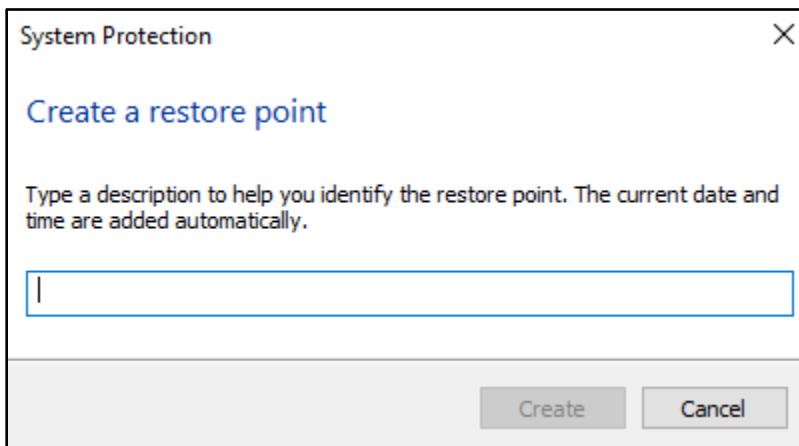 System Protection
Create a restore point
Type a description to help you identify the restore point. The current date and
time are added automatically.
Create
Cancel